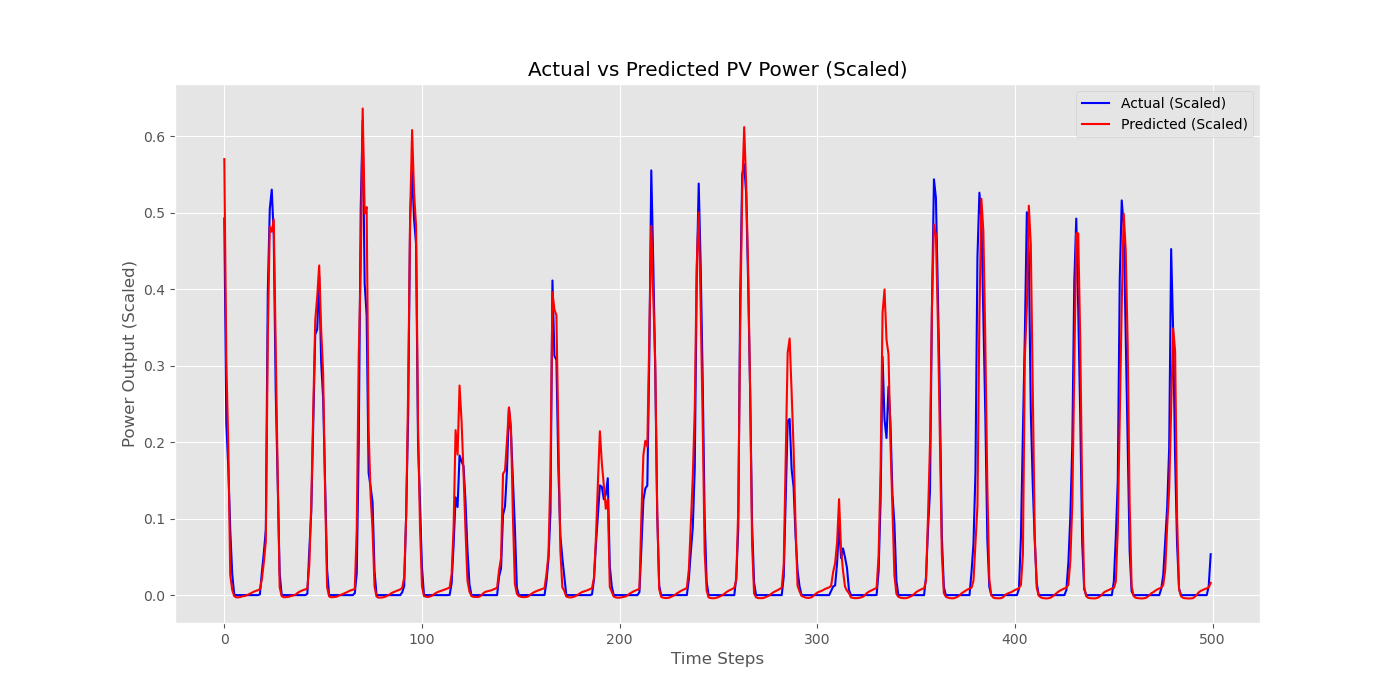 Actual vs Predicted PV Power (Scaled)
Actual (Scaled)
Predicted (Scaled)
Power Output (Scaled)
0.6
0.5
0.4
0.3
0.2
0.1
0.0
0 100 200 300 400 500
Time Steps